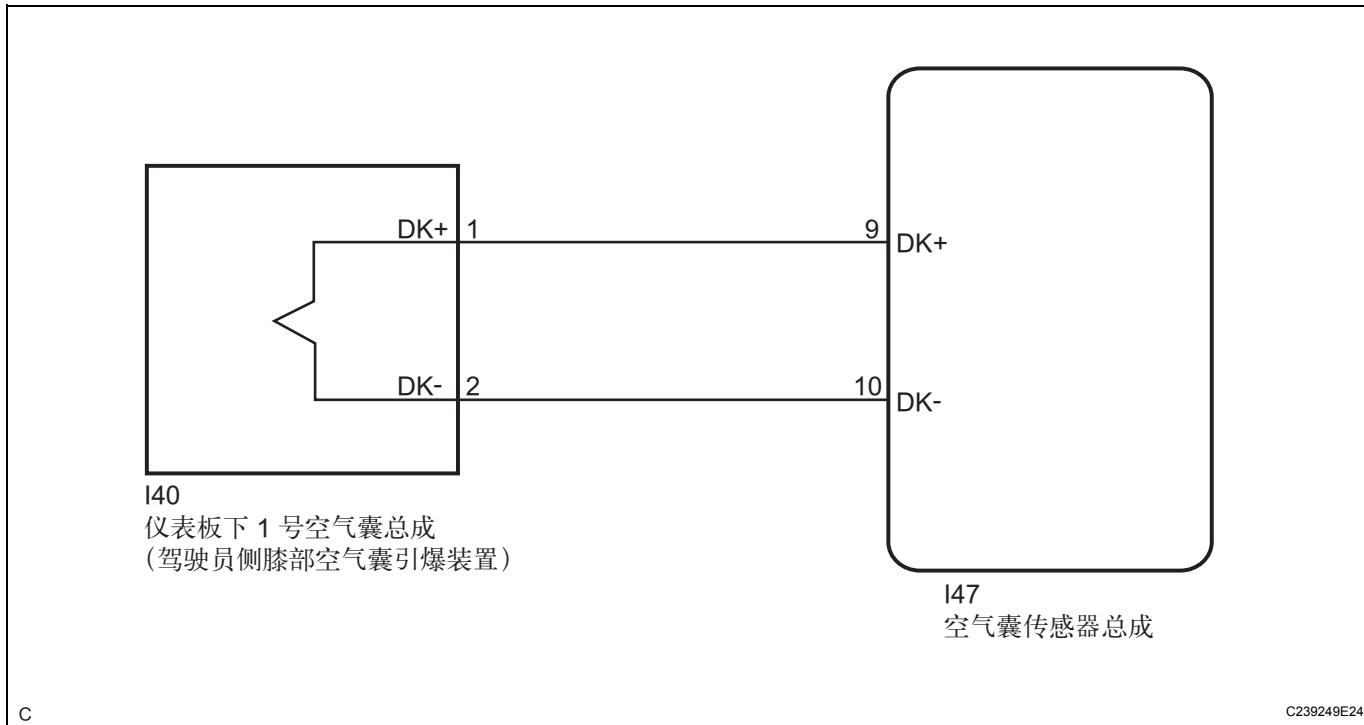 DK+ 1
9 DK+
DK- 2
10 DK-
I40
仪表板下 1 号空气囊总成
（驾驶员侧膝部空气囊引爆装置）
I47
空气囊传感器总成
C
C239249E24